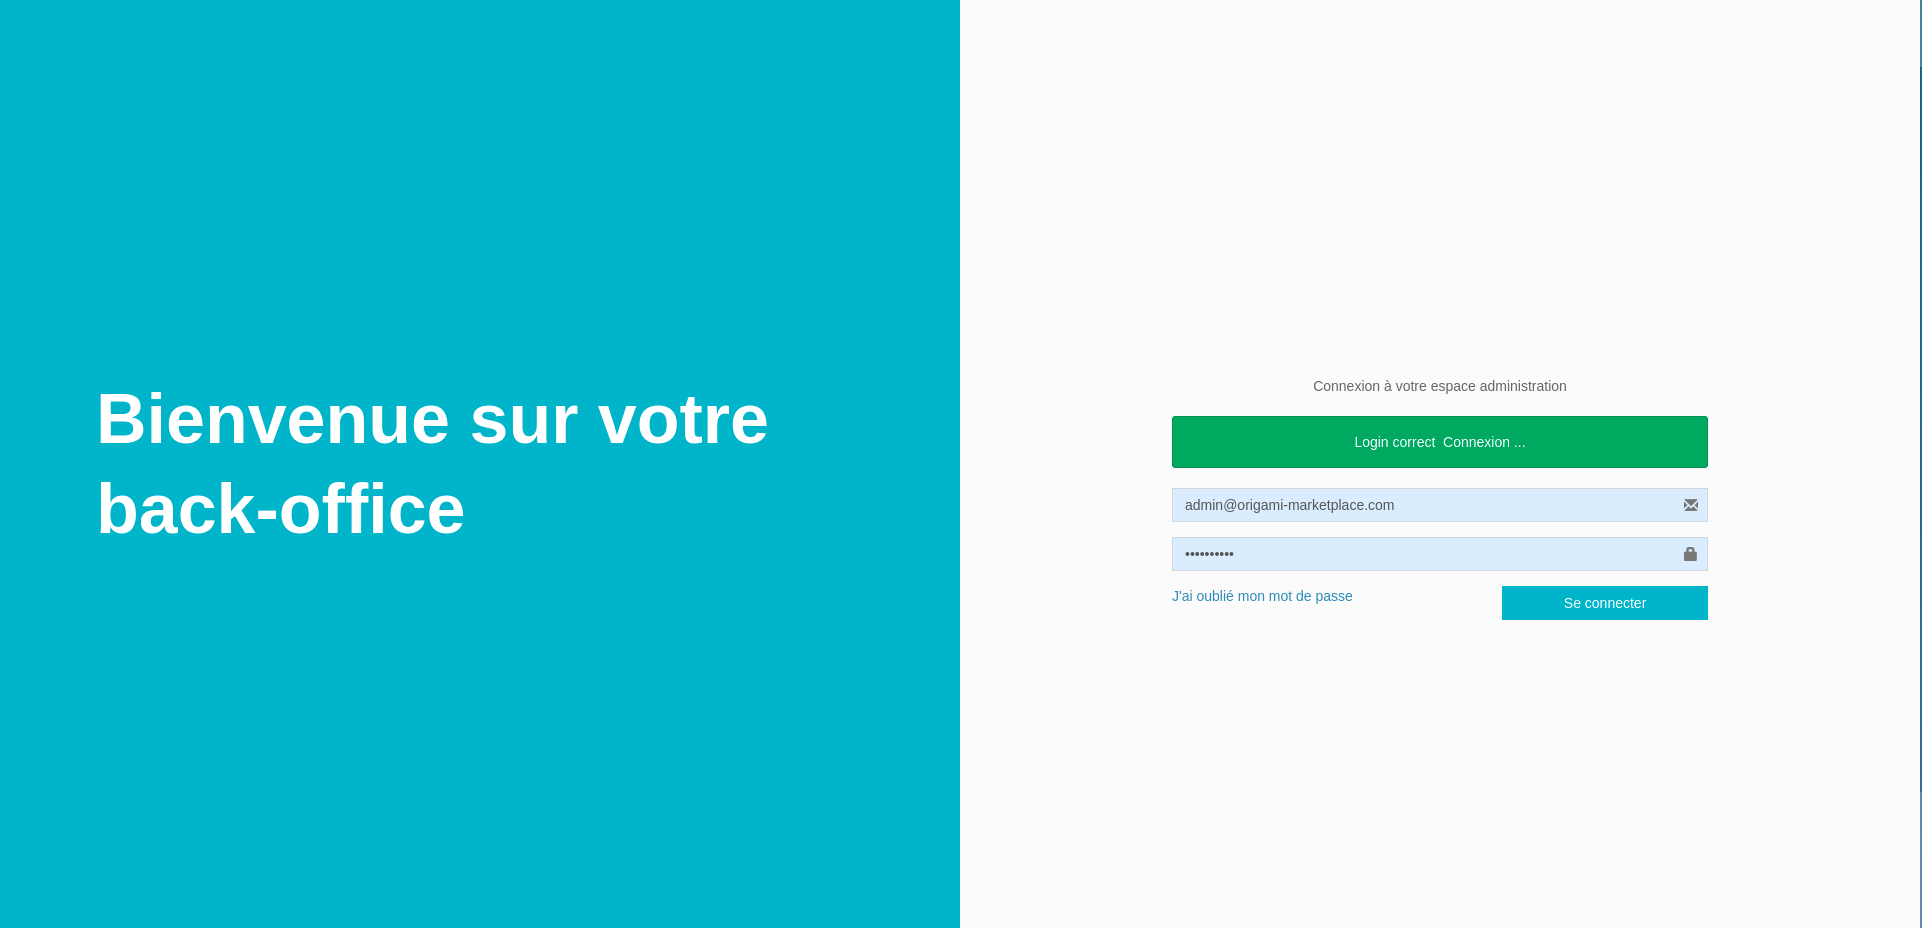 Bienvenue sur votre
back-office
Connexion à votre espace administration
Login correct  Connexion ...
admin@origami-marketplace.com
••••••••••
J'ai oublié mon mot de passe
Se connecter